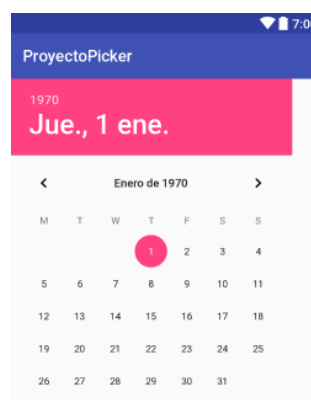 7:0
ProyectoPicker
1970
Jue., 1 ene.
Enero de 1970
M T W T F S S
1 2 3 4
5 6 7 8 9 10 11
12 13 14 15 16 17 18
19 20 21 22 23 24 25
26 27 28 29 30 31